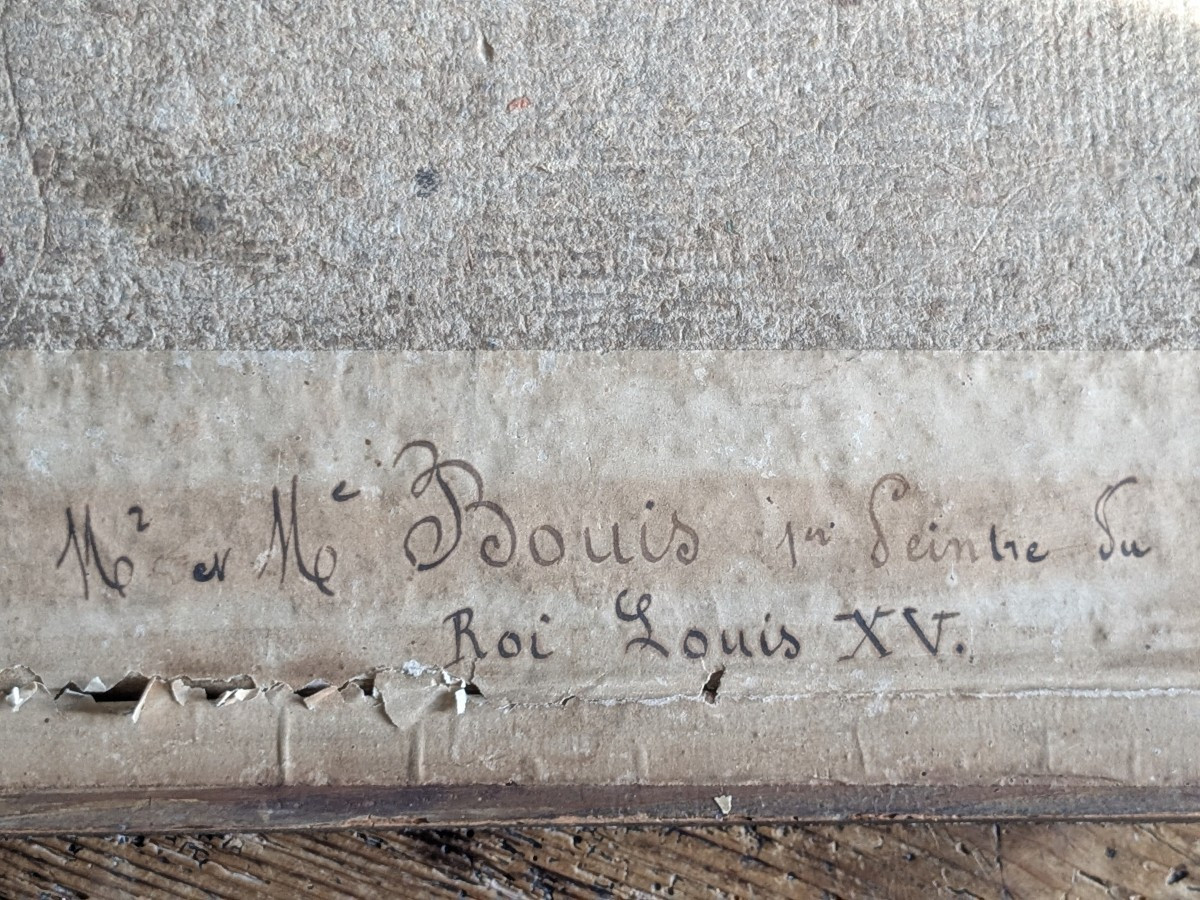 Mr et Me Bouis 1er Peintre du
Roi Louis XV.